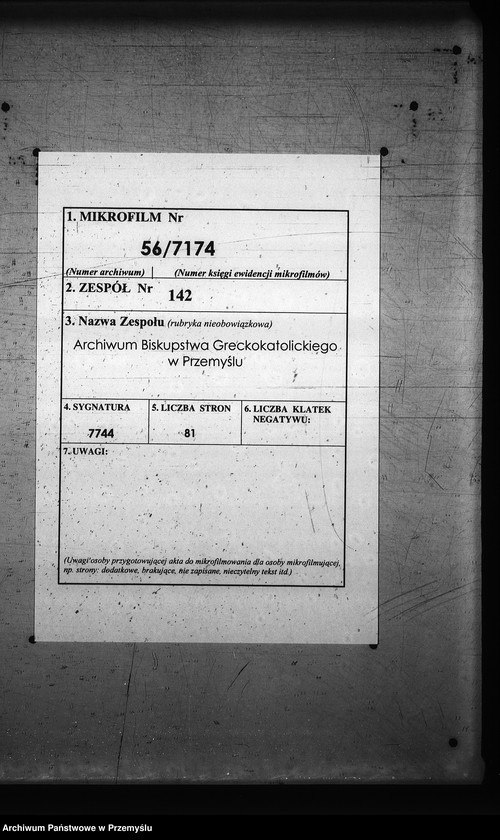 1. MIKROFILM Nr
56/7174
(Numer archiwum) (Numer księgi ewidencji mikrofilmów)
2. ZESPÓŁ Nr 142
3. Nazwa Zespołu (rubryka nieobowiązkowa)
Archiwum Biskupstwa Greckokatolickiego
w Przemyślu
4. SYGNATURA
7744
5. LICZBA STRON
81
6. LICZBA KLATEK
NEGATYWU:
7. UWAGI:
(Uwagi osoby przygotowującej akta do mikrofilmowania dla osoby mikrofilmującej,
np. strony: dodatkowe, brakujące, nie zapisane, nieczytelny tekst itd.)
Archiwum Państwowe w Przemyślu